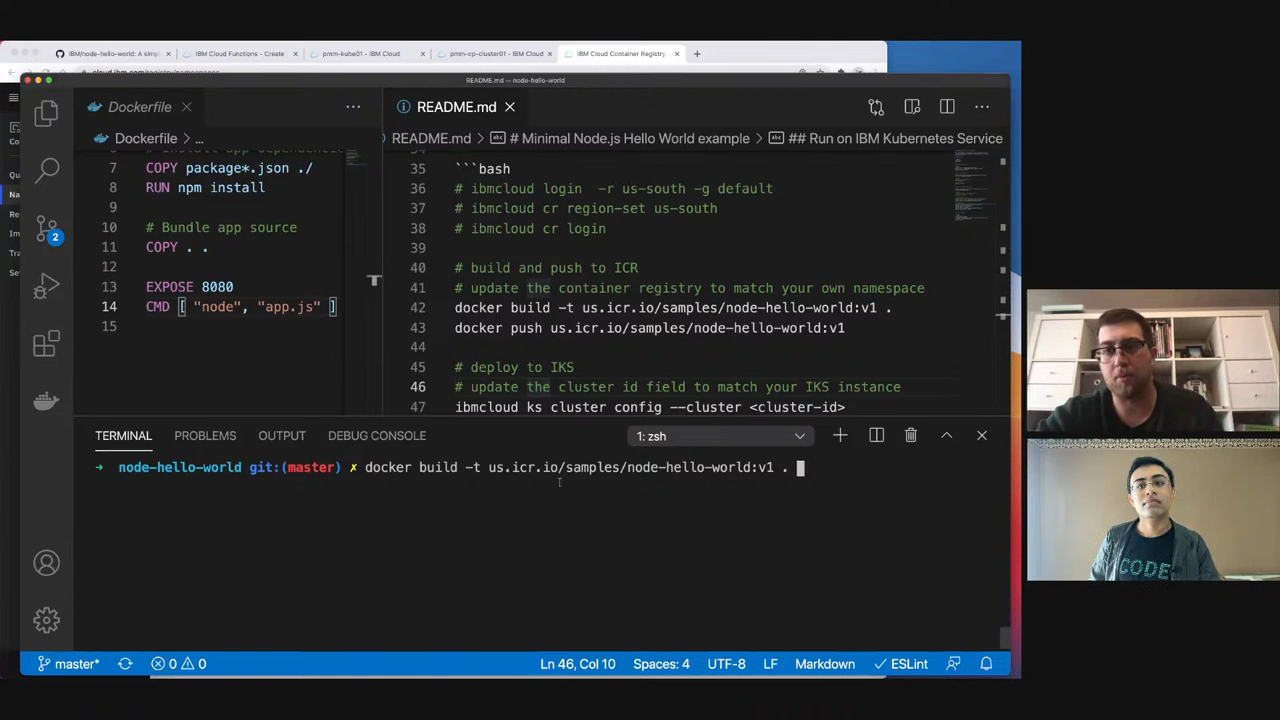 IBM/node-hello-world: A simpl
IBM Cloud Functions - Create
pmm-kube01 - IBM Cloud
pmm-cp-cluster01 - IBM Cloud
IBM Cloud Container Registry
README.md — node-hello-world
Dockerfile
README.md
Dockerfile > ...
README.md > # Minimal Node.js Hello World example > ## Run on IBM Kubernetes Service
7 COPY package*.json ./
8 RUN npm install
9
10 # Bundle app source
11 COPY . .
12
13 EXPOSE 8080
14 CMD [ "node", "app.js" ]
15
35 ```bash
36 # ibmcloud login  -r us-south -g default
37 # ibmcloud cr region-set us-south
38 # ibmcloud cr login
39
40 # build and push to ICR
41 # update the container registry to match your own namespace
42 docker build -t us.icr.io/samples/node-hello-world:v1 .
43 docker push us.icr.io/samples/node-hello-world:v1
44
45 # deploy to IKS
46 # update the cluster id field to match your IKS instance
47 ibmcloud ks cluster config --cluster <cluster-id>
2
TERMINAL PROBLEMS OUTPUT DEBUG CONSOLE 1: zsh
➜ node-hello-world git:(master) ✗ docker build -t us.icr.io/samples/node-hello-world:v1 .
master* 0 0 Ln 46, Col 10 Spaces: 4 UTF-8 LF Markdown ESLint
CODE